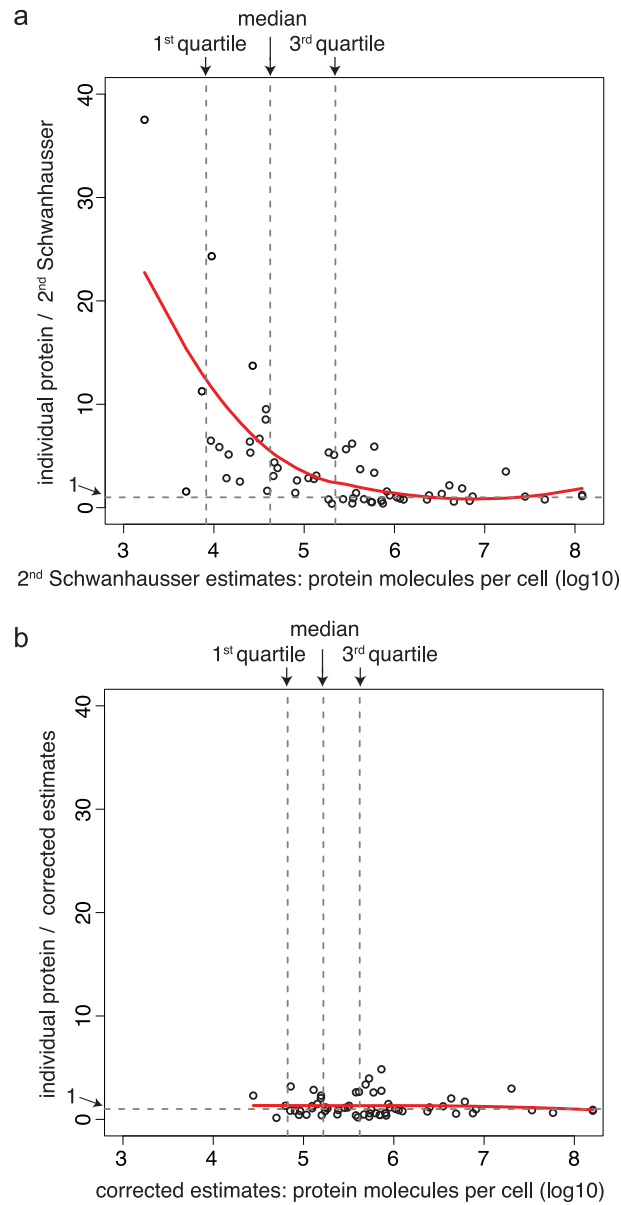 a
median
1st quartile
3rd quartile
individual protein / 2nd Schwanhausser
40
30
20
10
1
0
3 4 5 6 7 8
2nd Schwanhausser estimates: protein molecules per cell (log10)
b
median
1st quartile
3rd quartile
individual protein / corrected estimates
40
30
20
10
1
0
3 4 5 6 7 8
corrected estimates: protein molecules per cell (log10)